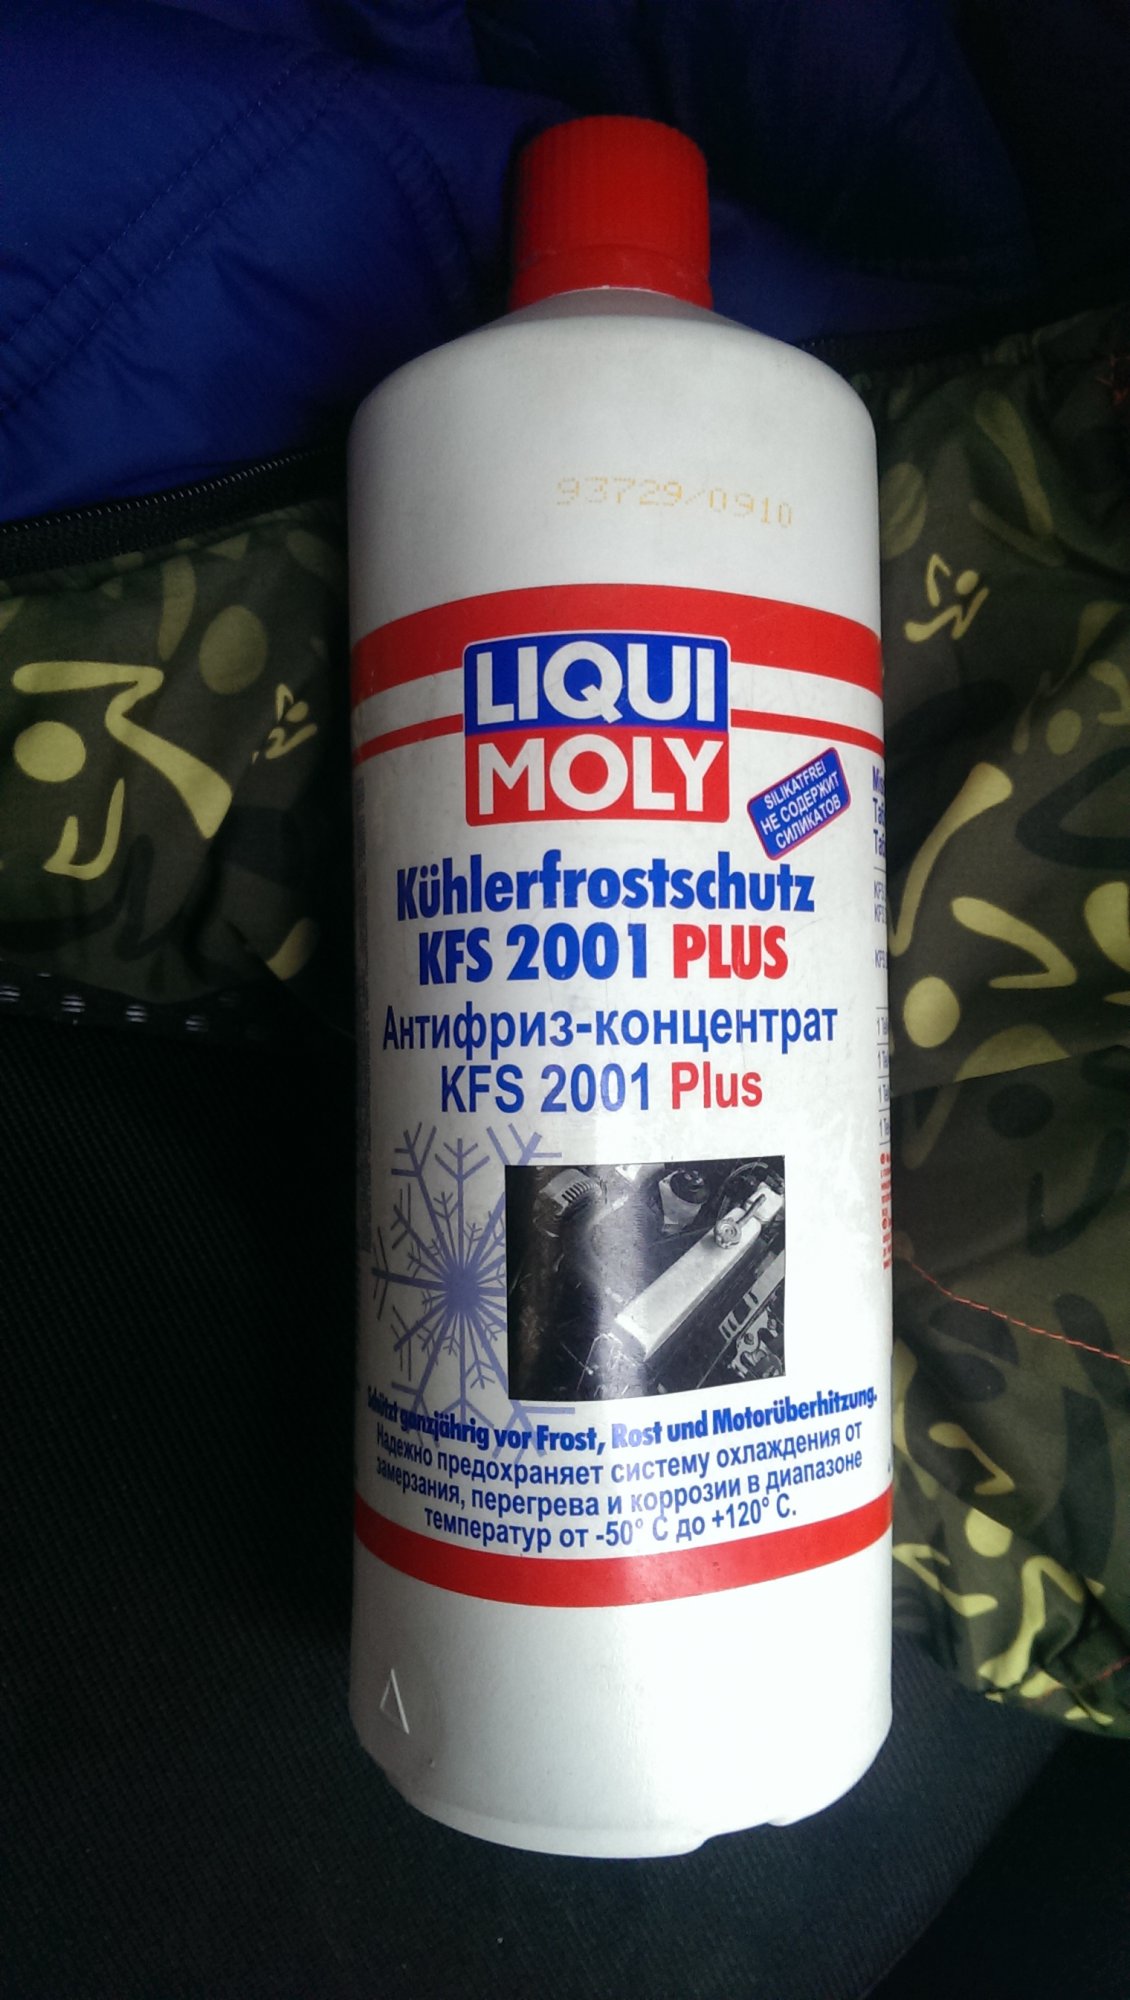 93729/0910
LIQUI
MOLY
SILIKATFREI
НЕ СОДЕРЖИТ
СИЛИКАТОВ
Kühlerfrostschutz
KFS 2001 PLUS
Антифриз-концентрат
KFS 2001 Plus
Schützt ganzjährig vor Frost, Rost und Motorüberhitzung.
Надежно предохраняет систему охлаждения от
замерзания, перегрева и коррозии в диапазоне
температур от -50° С до +120° С.